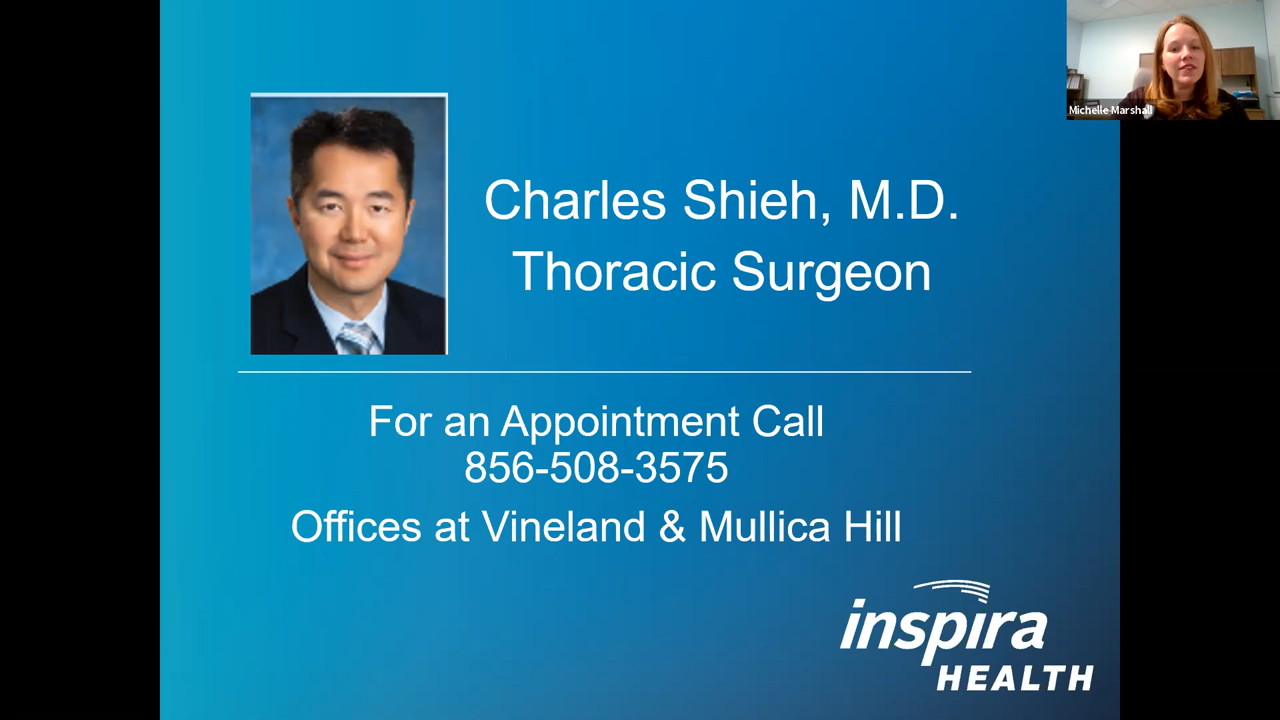 Michelle Marshall
Charles Shieh, M.D.
Thoracic Surgeon
For an Appointment Call
856-508-3575
Offices at Vineland & Mullica Hill
inspira
HEALTH